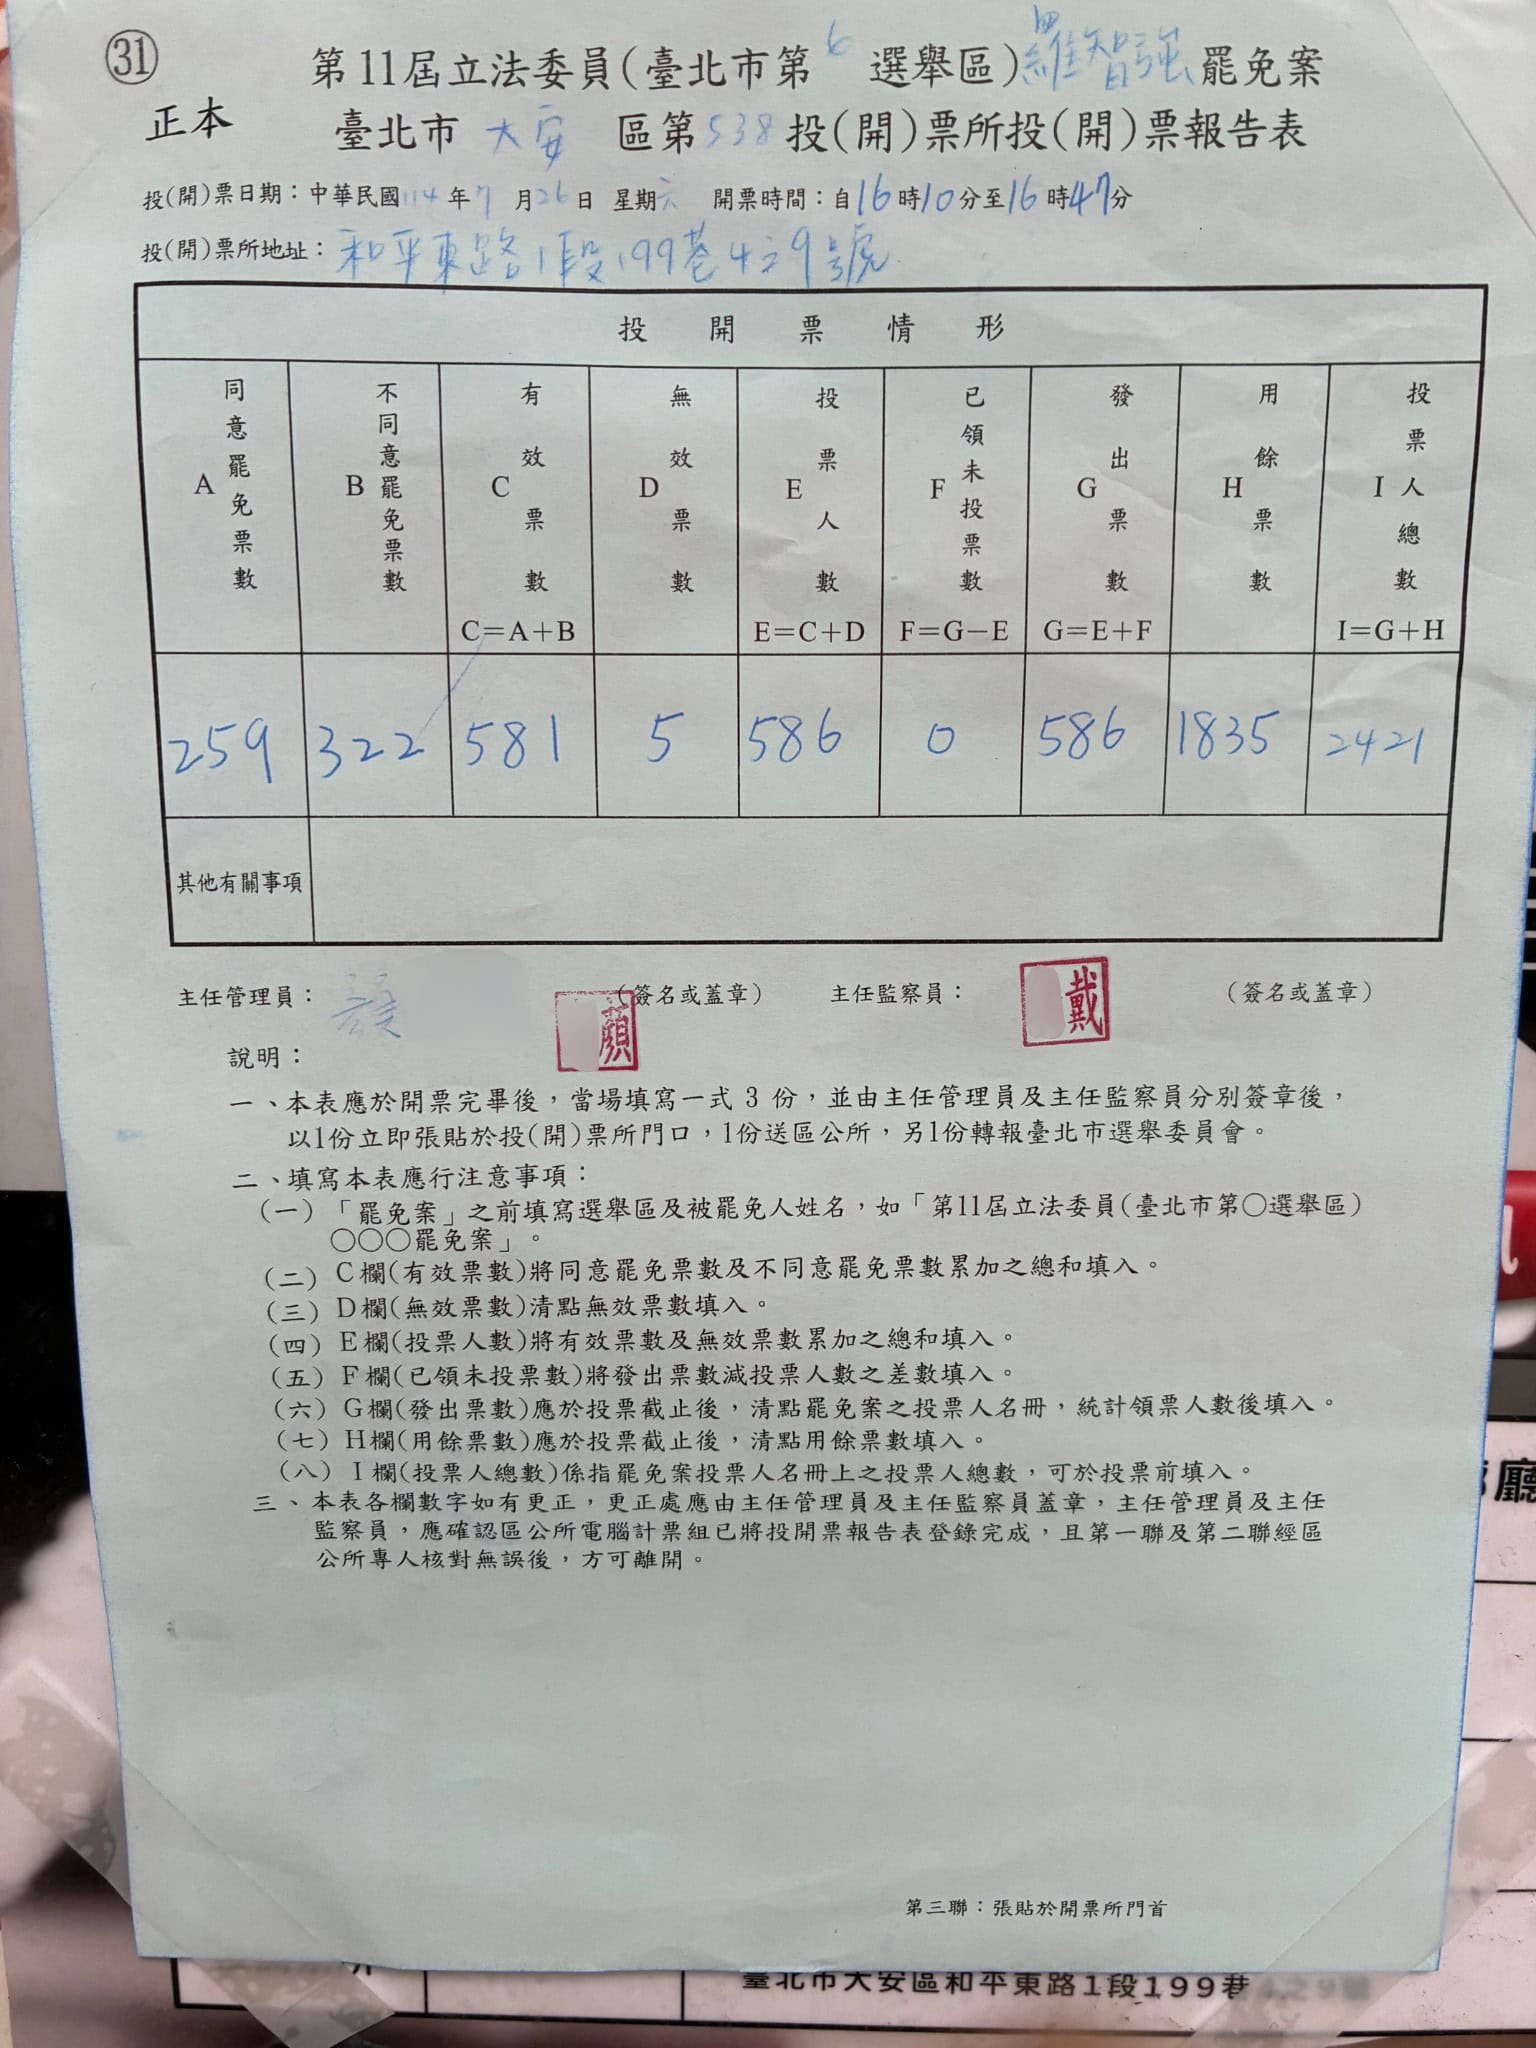 31
第11屆立法委員(臺北市第6選舉區)羅智強罷免案
正本
臺北市大安區第538投(開)票所投(開)票報告表
投(開)票日期：中華民國114年7月26日 星期六 開票時間：自16時10分至16時47分
投(開)票所地址：和平東路1段199巷4之9號
投開票情形
A 同意罷免票數
B 不同意罷免票數
C 有效票數 C=A+B
D 無效票數
E 投票人數 E=C+D
F 已領未投票數 F=G-E
G 發出票數 G=E+F
H 用餘票數
I 投票人總數 I=G+H
259 322 581 5 586 0 586 1835 2421
其他有關事項
主任管理員： 顏 (簽名或蓋章) 主任監察員： 戴 (簽名或蓋章)
說明：
一、本表應於開票完畢後，當場填寫一式 3 份，並由主任管理員及主任監察員分別簽章後，
以1份立即張貼於投(開)票所門口，1份送區公所，另1份轉報臺北市選舉委員會。
二、填寫本表應行注意事項：
(一)「罷免案」之前填寫選舉區及被罷免人姓名，如「第11屆立法委員(臺北市第○選舉區)
○○○罷免案」。
(二) C欄(有效票數)將同意罷免票數及不同意罷免票數累加之總和填入。
(三) D欄(無效票數)清點無效票數填入。
(四) E欄(投票人數)將有效票數及無效票數累加之總和填入。
(五) F欄(已領未投票數)將發出票數減投票人數之差數填入。
(六) G欄(發出票數)應於投票截止後，清點罷免案之投票人名冊，統計領票人數後填入。
(七) H欄(用餘票數)應於投票截止後，清點用餘票數填入。
(八) I欄(投票人總數)係指罷免案投票人名冊上之投票人總數，可於投票前填入。
三、本表各欄數字如有更正，更正處應由主任管理員及主任監察員蓋章，主任管理員及主任
監察員，應確認區公所電腦計票組已將投開票報告表登錄完成，且第一聯及第二聯經區
公所專人核對無誤後，方可離開。
廳
第三聯：張貼於開票所門首
臺北市大安區和平東路1段199巷